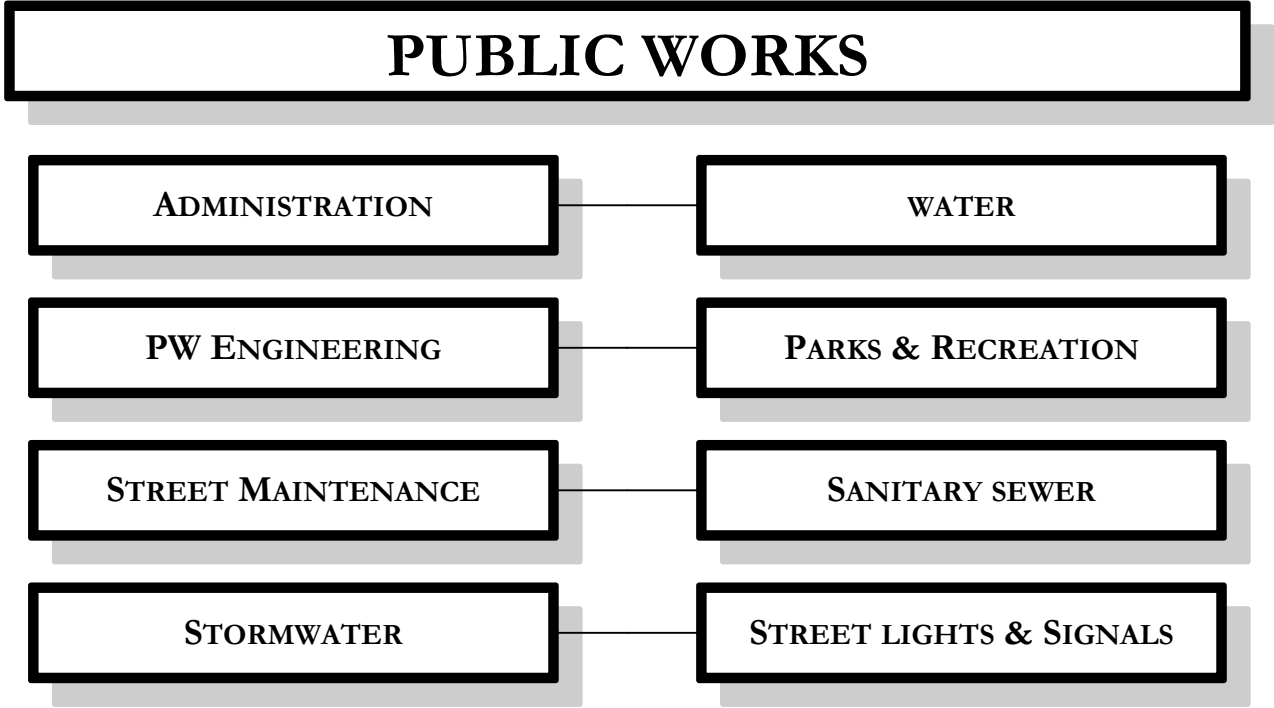 PUBLIC WORKS
ADMINISTRATION
WATER
PW ENGINEERING
PARKS & RECREATION
STREET MAINTENANCE
SANITARY SEWER
STORMWATER
STREET LIGHTS & SIGNALS